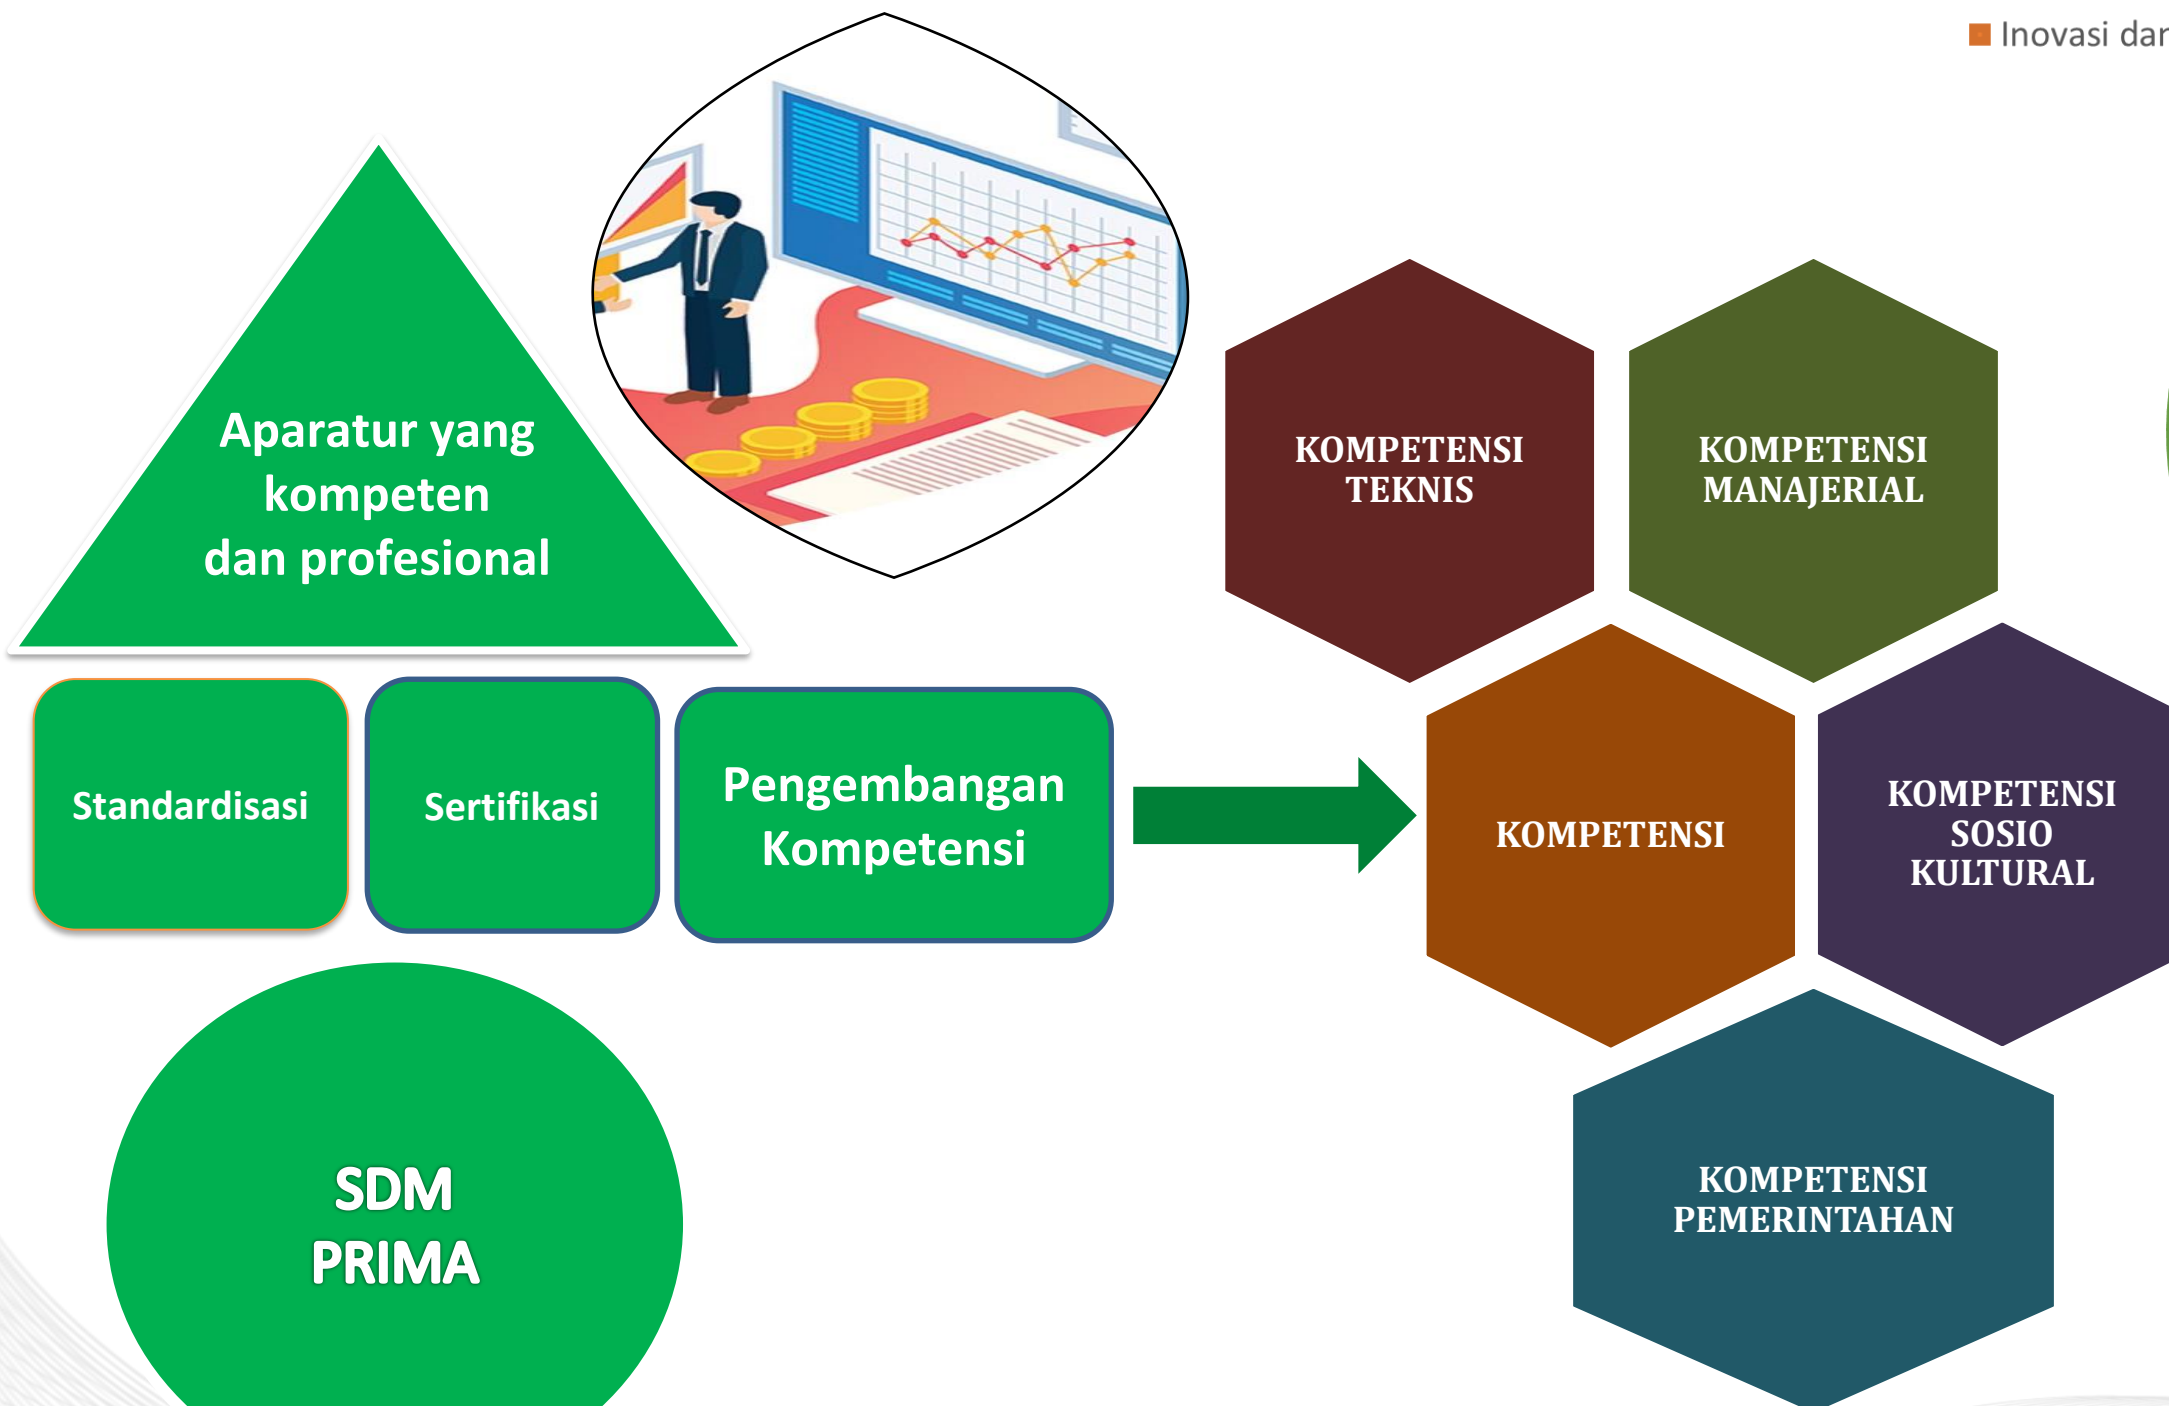 Inovasi
Aparatur yang
kompeten
dan profesional
Standardisasi
Sertifikasi
Pengembangan
Kompetensi
SDM
PRIMA
KOMPETENSI
TEKNIS
KOMPETENSI
MANAJERIAL
KOMPETENSI
KOMPETENSI
SOSIO
KULTURAL
KOMPETENSI
PEMERINTAHAN